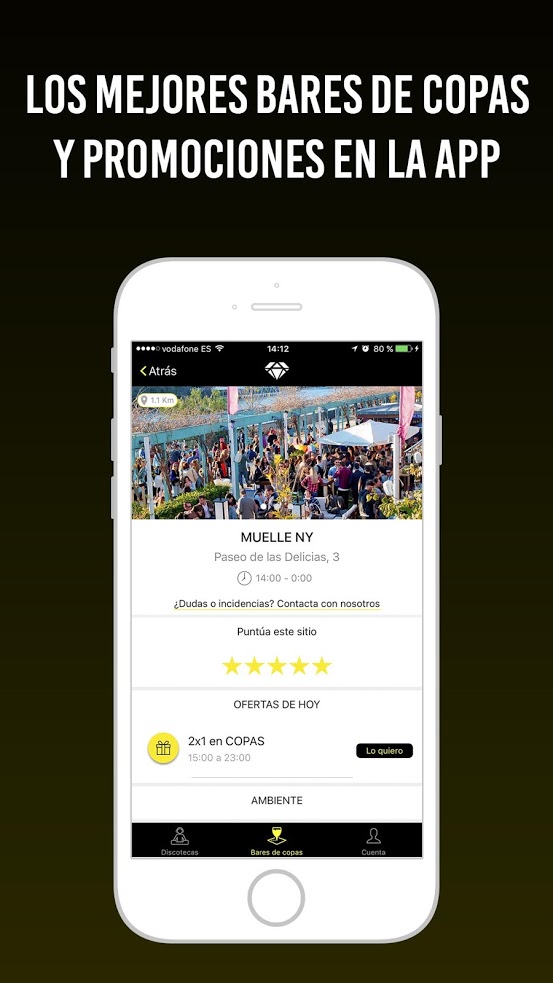 LOS MEJORES BARES DE COPAS
Y PROMOCIONES EN LA APP
vodafone ES 14:12 80 %
Atrás
1.1 Km
MUELLE NY
Paseo de las Delicias, 3
14:00 - 0:00
¿Dudas o incidencias? Contacta con nosotros
Puntúa este sitio
OFERTAS DE HOY
2x1 en COPAS
15:00 a 23:00
Lo quiero
AMBIENTE
Discotecas Bares de copas Cuenta